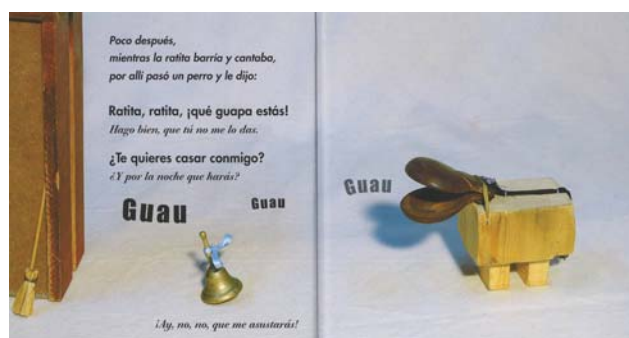 Poco después,
mientras la ratita barría y cantaba,
por allí pasó un perro y le dijo:
Ratita, ratita, ¡qué guapa estás!
Hago bien, que tú no me lo das.
¿Te quieres casar conmigo?
¿Y por la noche que harás?
Guau
Guau
Guau
¡Ay, no, no, que me asustarás!